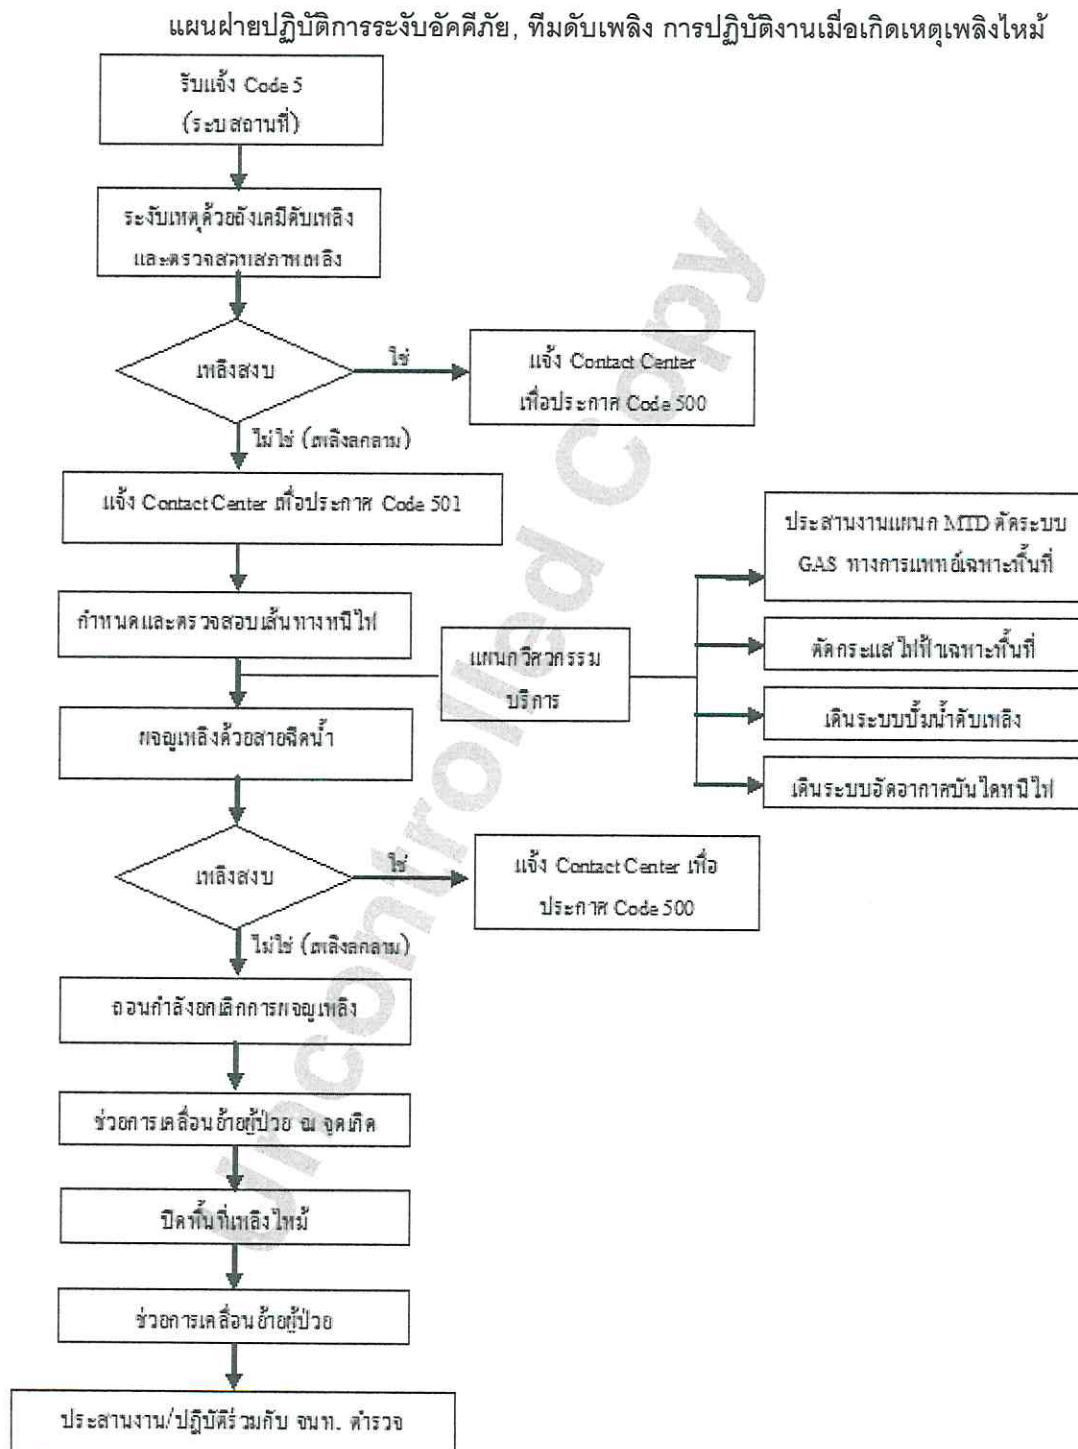 แผนฝ่ายปฏิบัติการระงับอัคคีภัย, ทีมดับเพลิง การปฏิบัติงานเมื่อเกิดเหตุเพลิงไหม้
รับแจ้ง Code 5
(ระบุสถานที่)
ระงับเหตุด้วยถังเคมีดับเพลิง
และตรวจสอบสภาพเพลิง
เพลิงสงบ
ใช่
แจ้ง Contact Center
เพื่อประกาศ Code 500
ไม่ใช่ (เพลิงลุกลาม)
แจ้ง Contact Center เพื่อประกาศ Code 501
กำหนดและตรวจสอบเส้นทางหนีไฟ
แผนกวิศวกรรม
บริการ
ประสานงานแผนก MTD ตัดระบบ
GAS ทางการแพทย์เฉพาะพื้นที่
ตัดกระแสไฟฟ้าเฉพาะพื้นที่
เดินระบบปั๊มน้ำดับเพลิง
เดินระบบอัดอากาศบันไดหนีไฟ
ผจญเพลิงด้วยสายฉีดน้ำ
เพลิงสงบ
ใช่
แจ้ง Contact Center เพื่อ
ประกาศ Code 500
ไม่ใช่ (เพลิงลุกลาม)
ถอนกำลังยกเลิกการผจญเพลิง
ช่วยการเคลื่อนย้ายผู้ป่วย ณ จุดเกิด
ปิดพื้นที่เพลิงไหม้
ช่วยการเคลื่อนย้ายผู้ป่วย
ประสานงาน/ปฏิบัติร่วมกับ จนท. ตำรวจ
Uncontrolled Copy